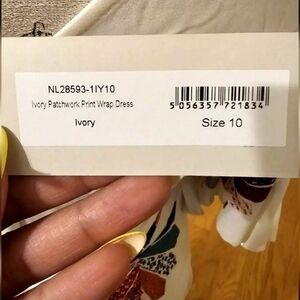 NL28593-1IY10
Ivory Patchwork Print Wrap Dress
Ivory
5 056357 721834
Size 10